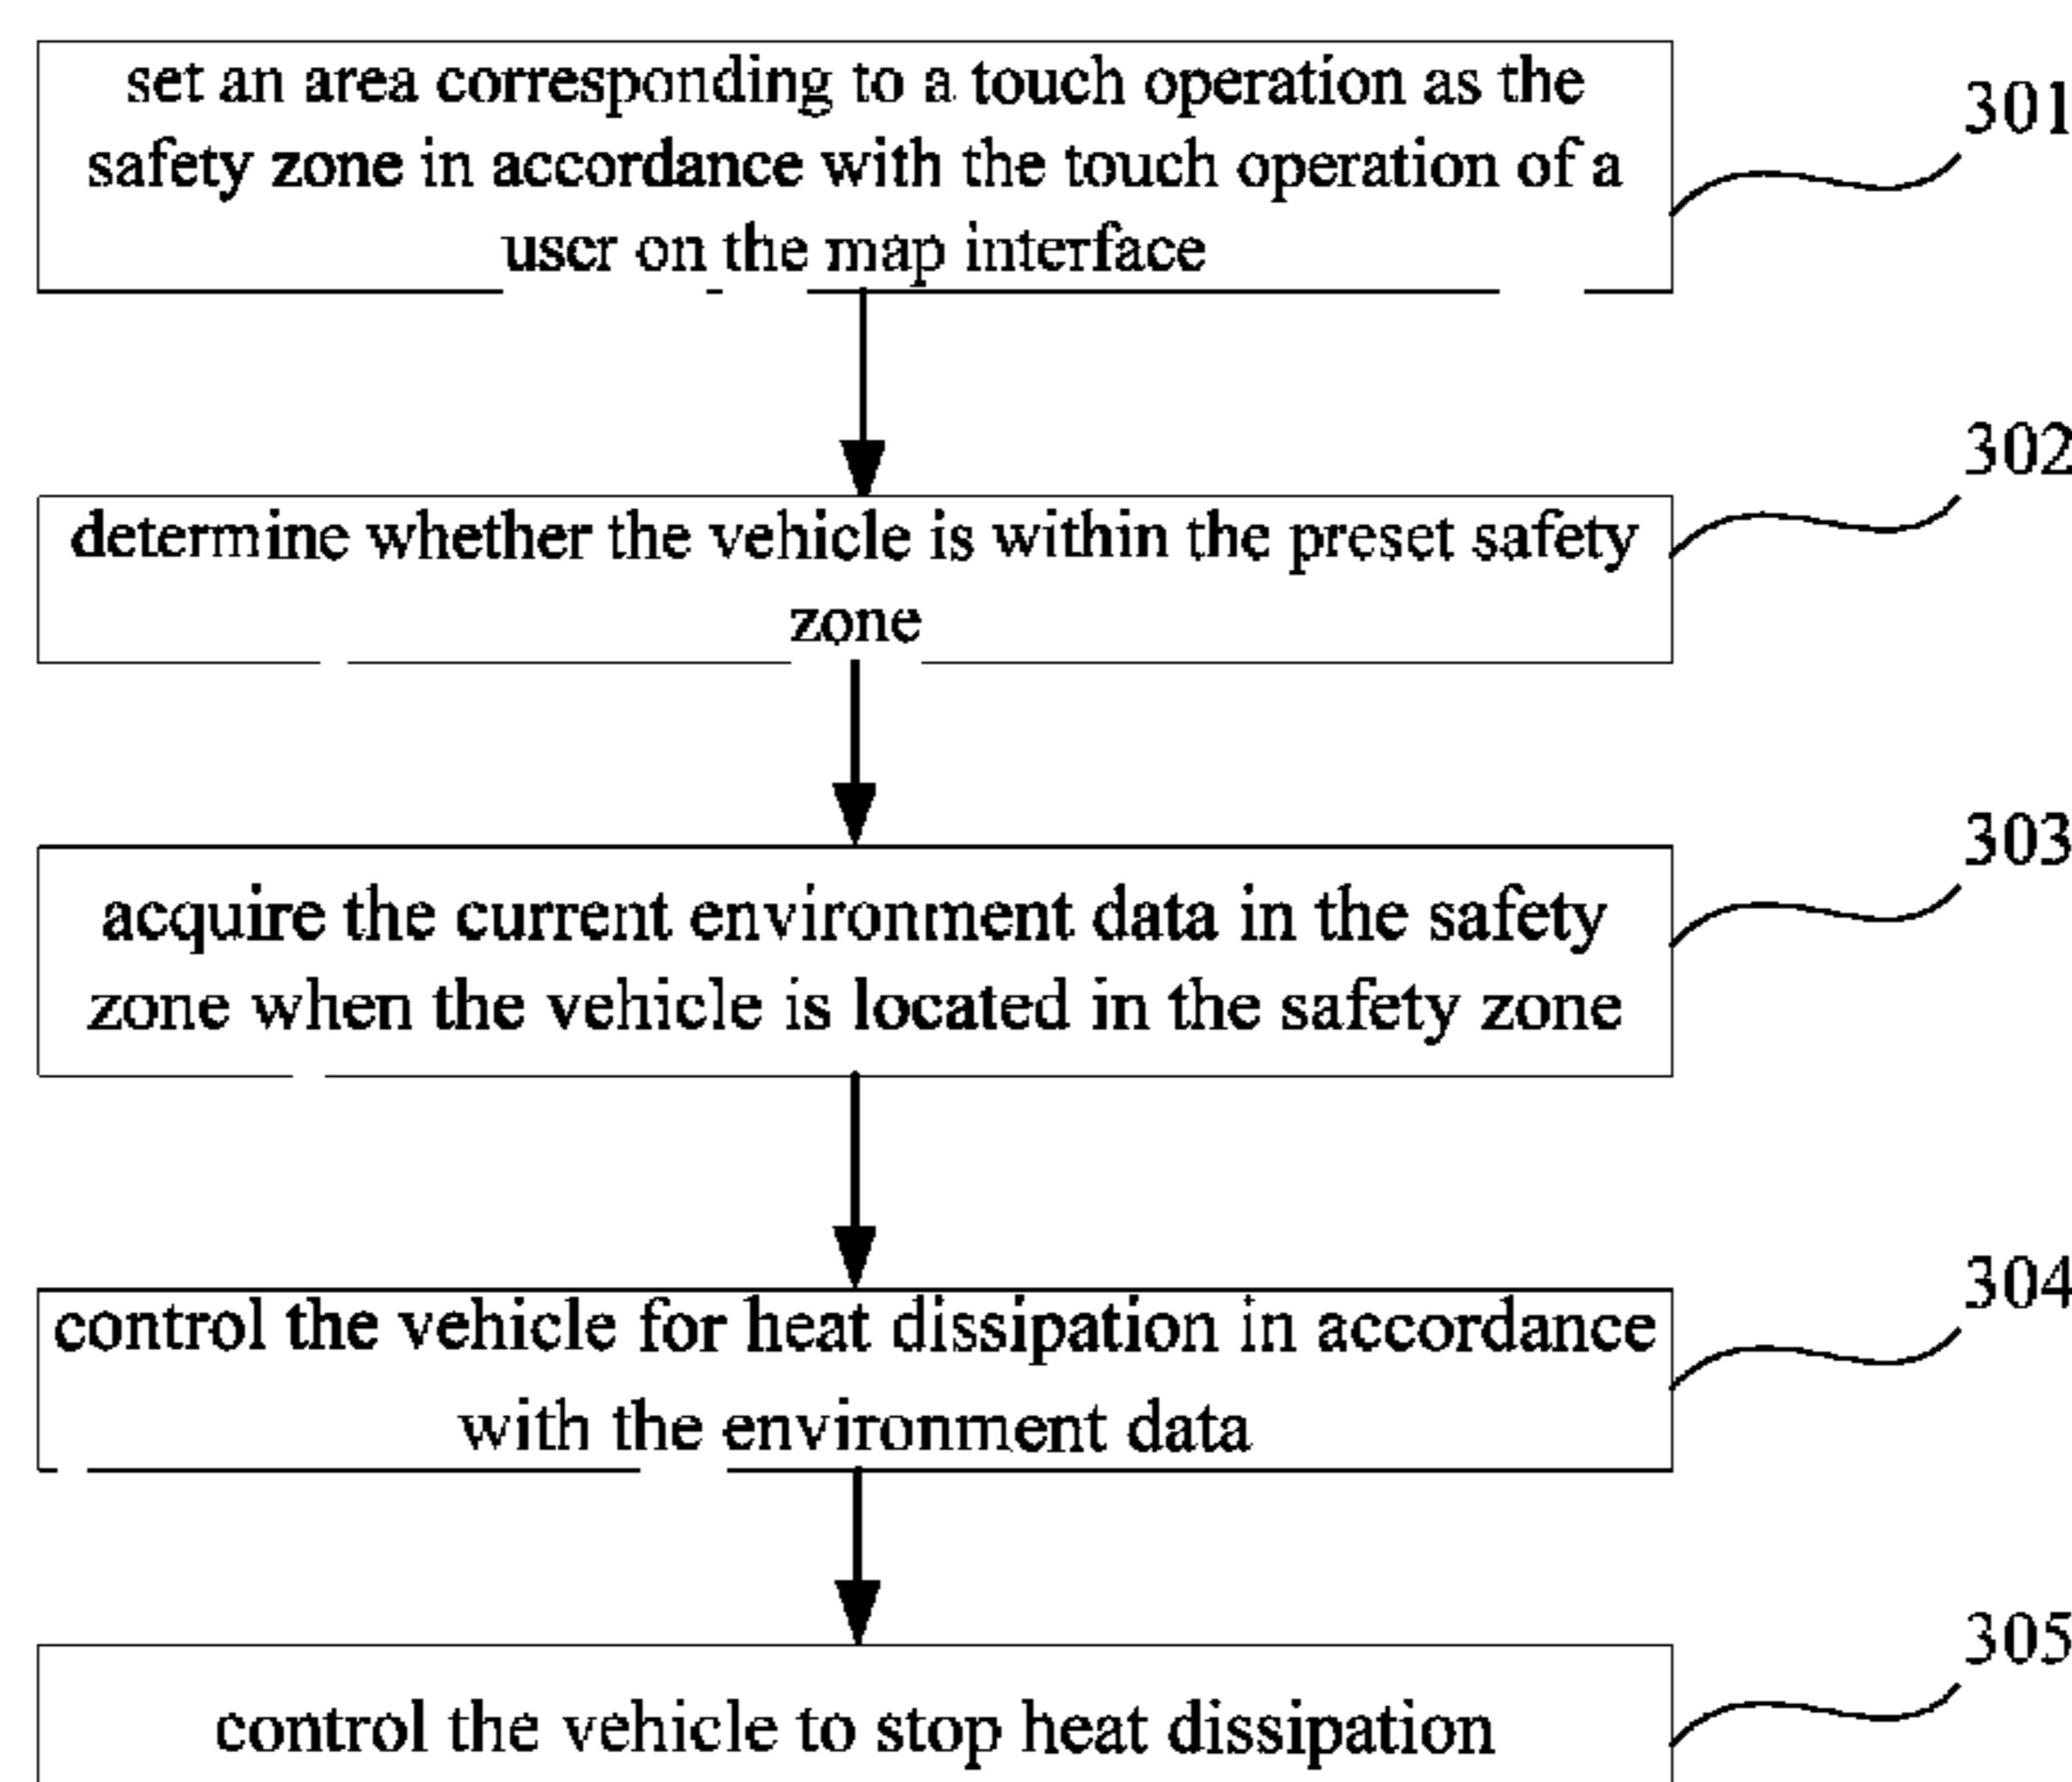 set an area corresponding to a touch operation as the
safety zone in accordance with the touch operation of a
user on the map interface
301
determine whether the vehicle is within the preset safety
zone
302
acquire the current environment data in the safety
zone when the vehicle is located in the safety zone
303
control the vehicle for heat dissipation in accordance
with the environment data
304
control the vehicle to stop heat dissipation
305